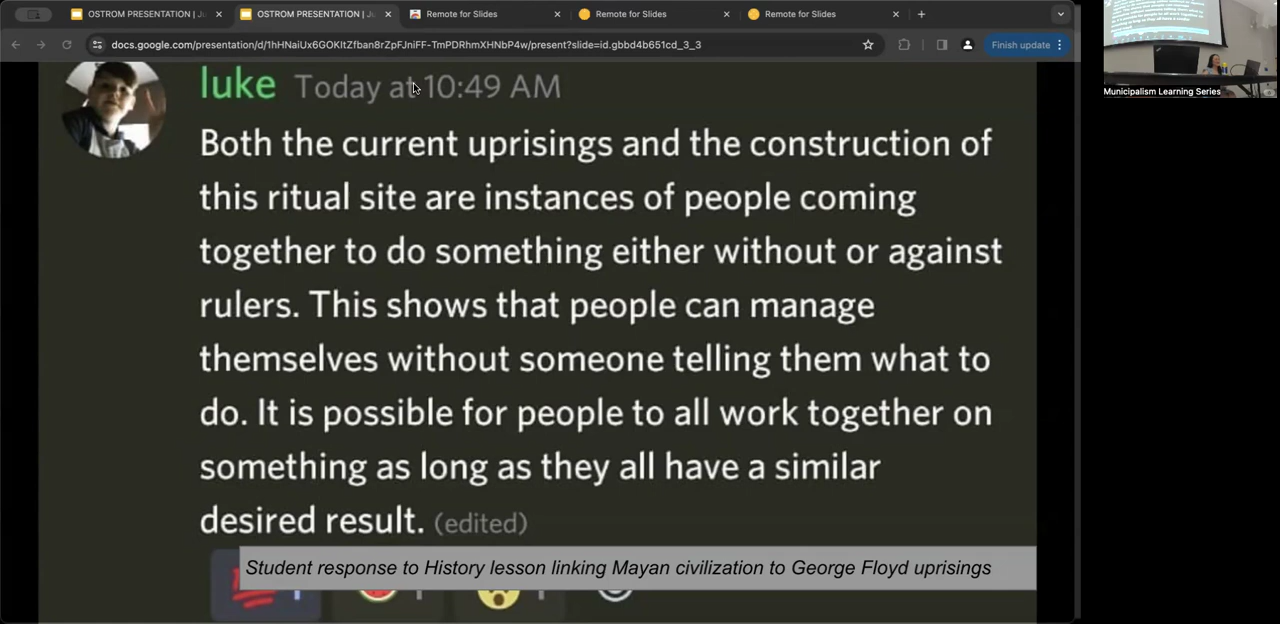 OSTROM PRESENTATION | Ju
OSTROM PRESENTATION | Ju
Remote for Slides
Remote for Slides
Remote for Slides
docs.google.com/presentation/d/1hHNaiUx6GOKItZfban8rZpFJniFF-TmPDRhmXHNbP4w/present?slide=id.gbbd4b651cd_3_3
Finish update
Municipalism Learning Series
luke Today at 10:49 AM
Both the current uprisings and the construction of
this ritual site are instances of people coming
together to do something either without or against
rulers. This shows that people can manage
themselves without someone telling them what to
do. It is possible for people to all work together on
something as long as they all have a similar
desired result. (edited)
Student response to History lesson linking Mayan civilization to George Floyd uprisings